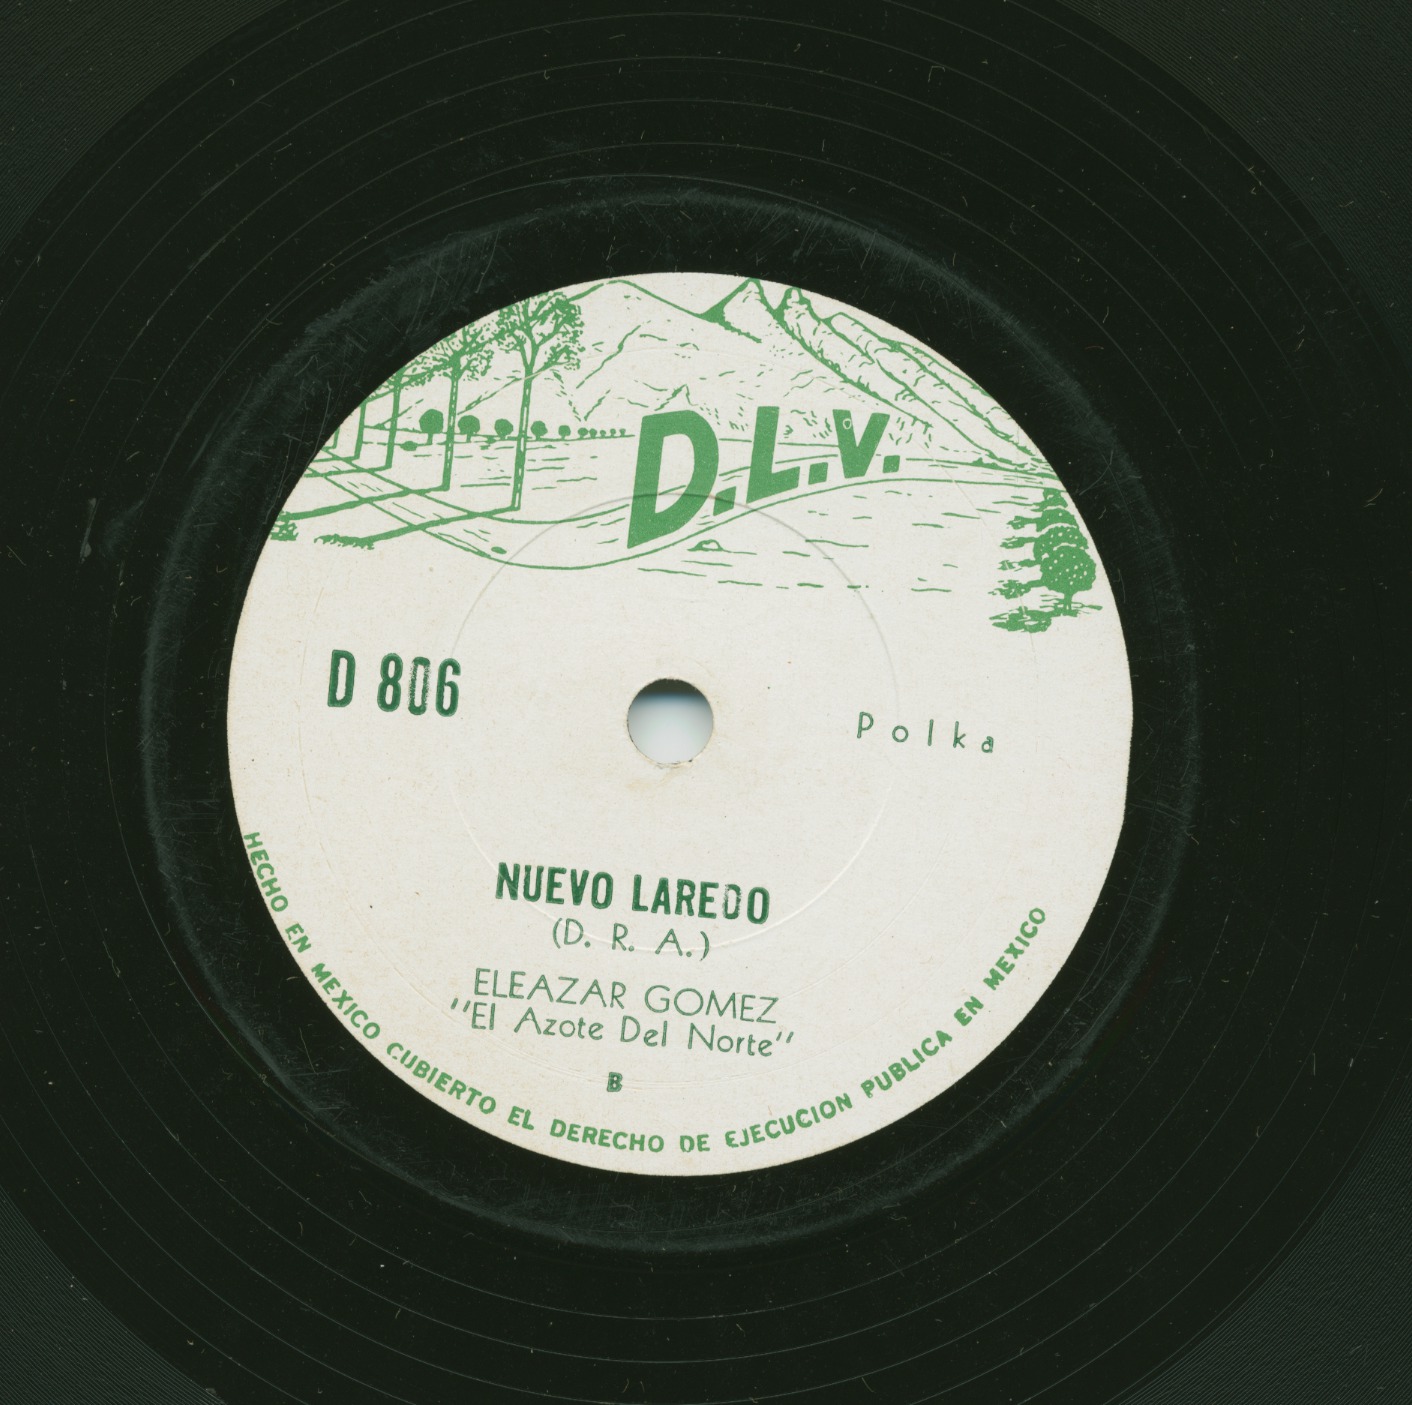 D.L.V.
D 806
Polka
NUEVO LAREDO
(D. R. A.)
ELEAZAR GOMEZ
"El Azote Del Norte"
B
HECHO EN MEXICO CUBIERTO EL DERECHO DE EJECUCION PUBLICA EN MEXICO